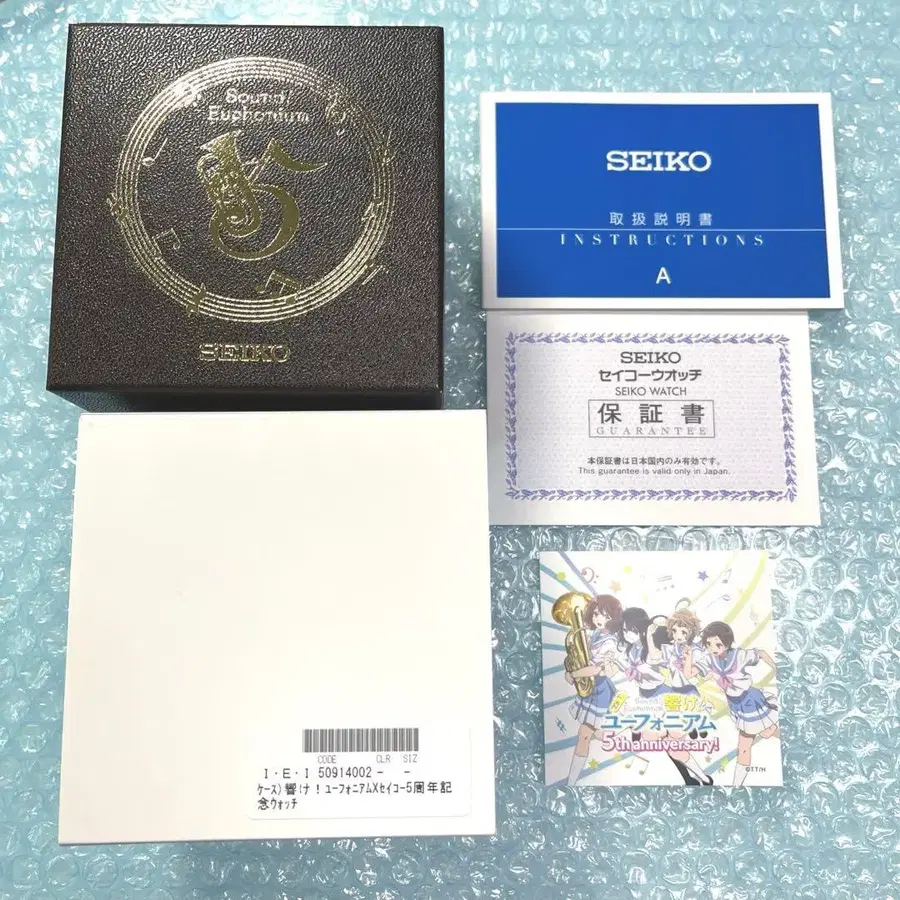 Sound
Euphonium
SEIKO
SEIKO
取扱説明書
INSTRUCTIONS
A
SEIKO
セイコーウオッチ
SEIKO WATCH
保証書
GUARANTEE
本保証書は日本国内のみ有効です。
This guarantee is valid only in Japan.
Sound
Euphonium
響け!
ユーフォニアム
5th anniversary!
©TT/H
CODE CLR SIZ
I・E・I 50914002 - -
ケース)響け!ユーフォニアムXセイコー5周年記
念ウォッチ